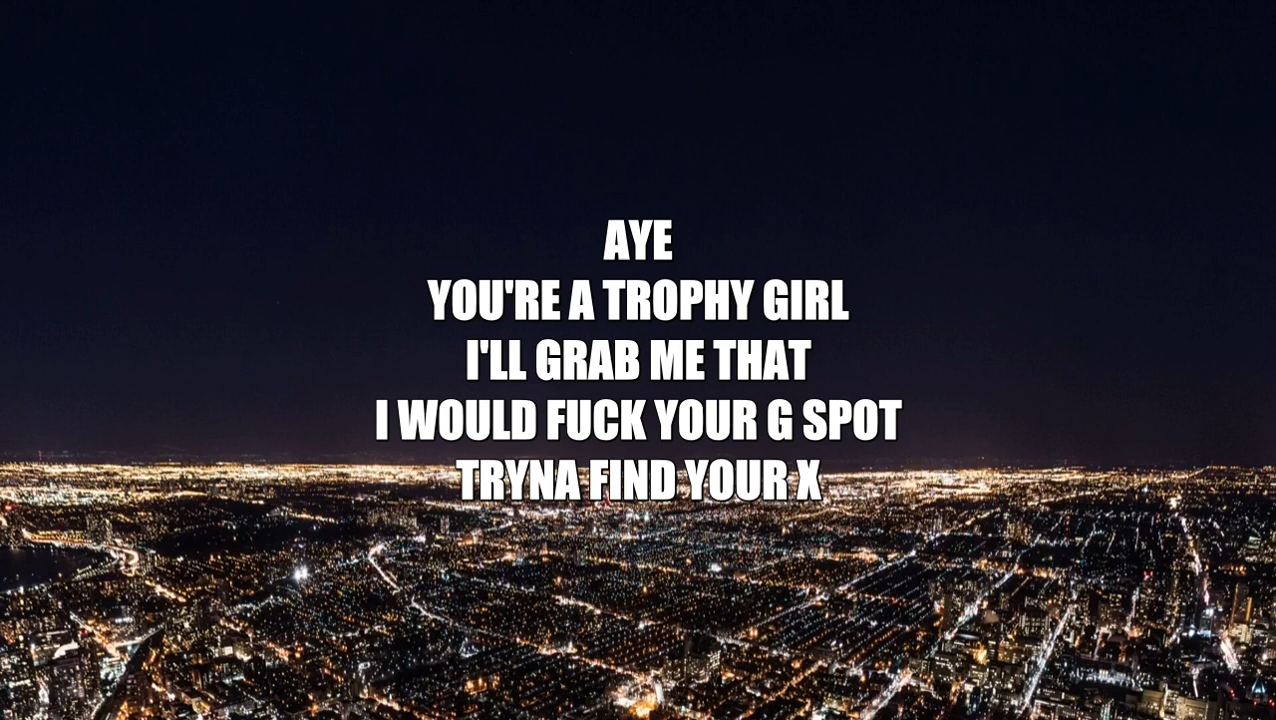 AYE
YOU'RE A TROPHY GIRL
I'LL GRAB ME THAT
I WOULD FUCK YOUR G SPOT
TRYNA FIND YOUR X